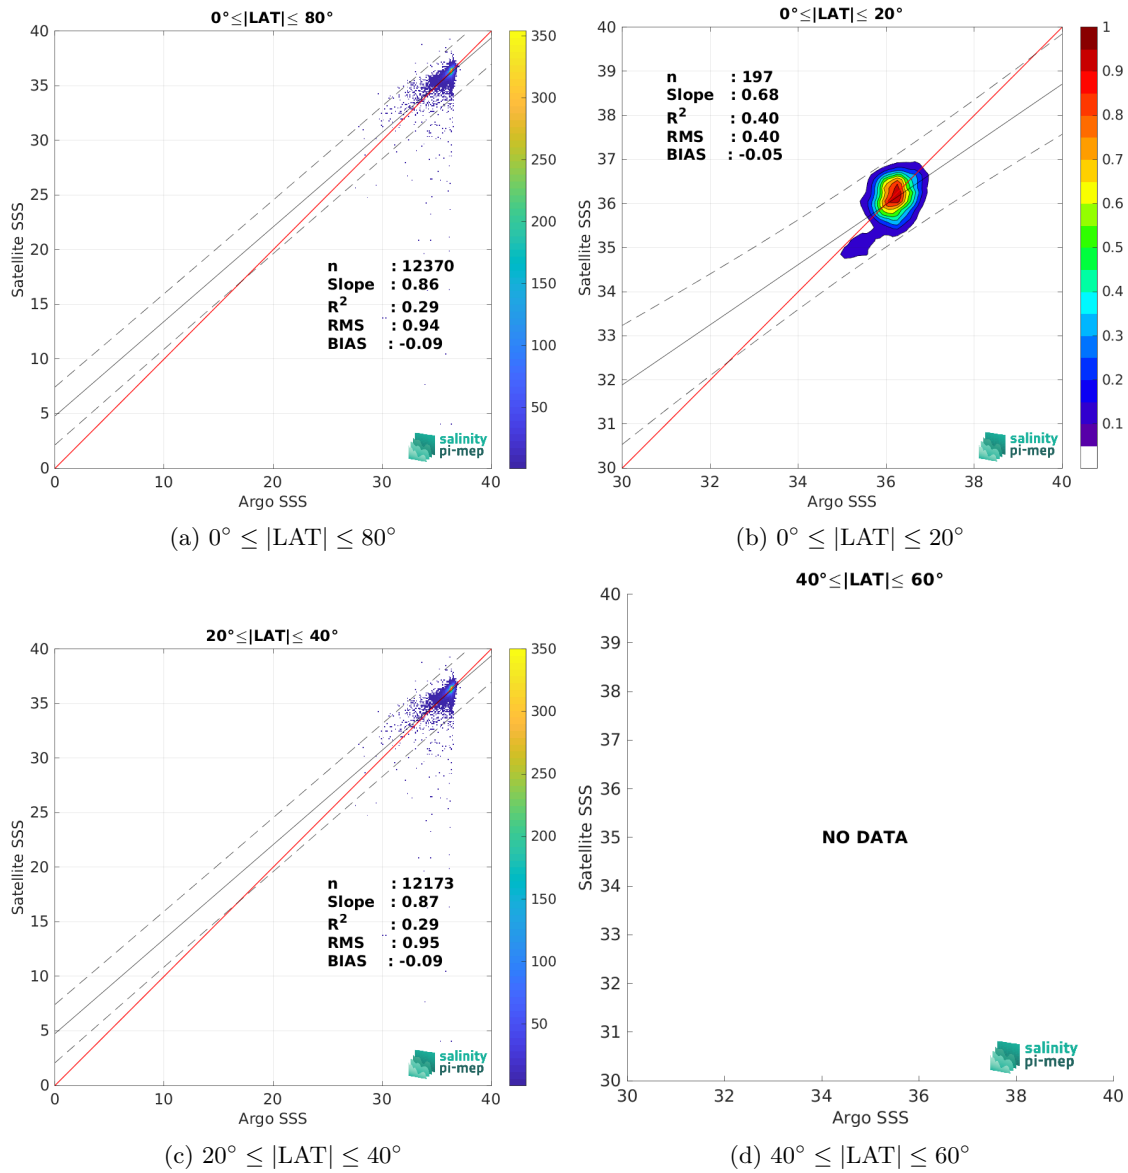 0°≤|LAT|≤ 80°
40
35
30
25
20
15
10
5
0
Satellite SSS
n : 12370
Slope : 0.86
R² : 0.29
RMS : 0.94
BIAS : -0.09
salinity
pi-mep
0 10 20 30 40
Argo SSS
350
300
250
200
150
100
50
(a) 0° ≤ |LAT| ≤ 80°
0°≤|LAT|≤ 20°
40
39
38
37
36
35
34
33
32
31
30
Satellite SSS
n : 197
Slope : 0.68
R² : 0.40
RMS : 0.40
BIAS : -0.05
salinity
pi-mep
30 32 34 36 38 40
Argo SSS
1
0.9
0.8
0.7
0.6
0.5
0.4
0.3
0.2
0.1
(b) 0° ≤ |LAT| ≤ 20°
20°≤|LAT|≤ 40°
40
35
30
25
20
15
10
5
0
Satellite SSS
n : 12173
Slope : 0.87
R² : 0.29
RMS : 0.95
BIAS : -0.09
salinity
pi-mep
0 10 20 30 40
Argo SSS
350
300
250
200
150
100
50
(c) 20° ≤ |LAT| ≤ 40°
40°≤|LAT|≤ 60°
40
39
38
37
36
35
34
33
32
31
30
Satellite SSS
NO DATA
salinity
pi-mep
30 32 34 36 38 40
Argo SSS
(d) 40° ≤ |LAT| ≤ 60°